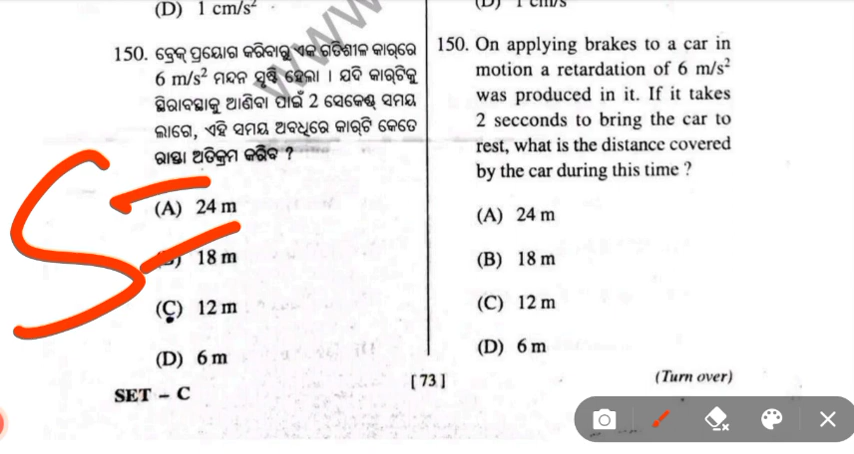 (D) 1 cm/s²
150. ବ୍ରେକ୍ ପ୍ରୟୋଗ କରିବାରୁ ଏକ ଗତିଶୀଳ କାର୍‌ରେ
6 m/s² ମନ୍ଦନ ସୃଷ୍ଟି ହେଲା । ଯଦି କାର୍‌ଟିକୁ
ସ୍ଥିରାବସ୍ଥାକୁ ଆଣିବା ପାଇଁ 2 ସେକେଣ୍ଡ ସମୟ
ଲାଗେ, ଏହି ସମୟ ଅବଧିରେ କାର୍‌ଟି କେତେ
ରାସ୍ତା ଅତିକ୍ରମ କରିବ ?
(A) 24 m
18 m
(C) 12 m
(D) 6 m
SET – C
(D) 1 cm/s
150. On applying brakes to a car in
motion a retardation of 6 m/s²
was produced in it. If it takes
2 secconds to bring the car to
rest, what is the distance covered
by the car during this time ?
(A) 24 m
(B) 18 m
(C) 12 m
(D) 6 m
[ 73 ]
(Turn over)